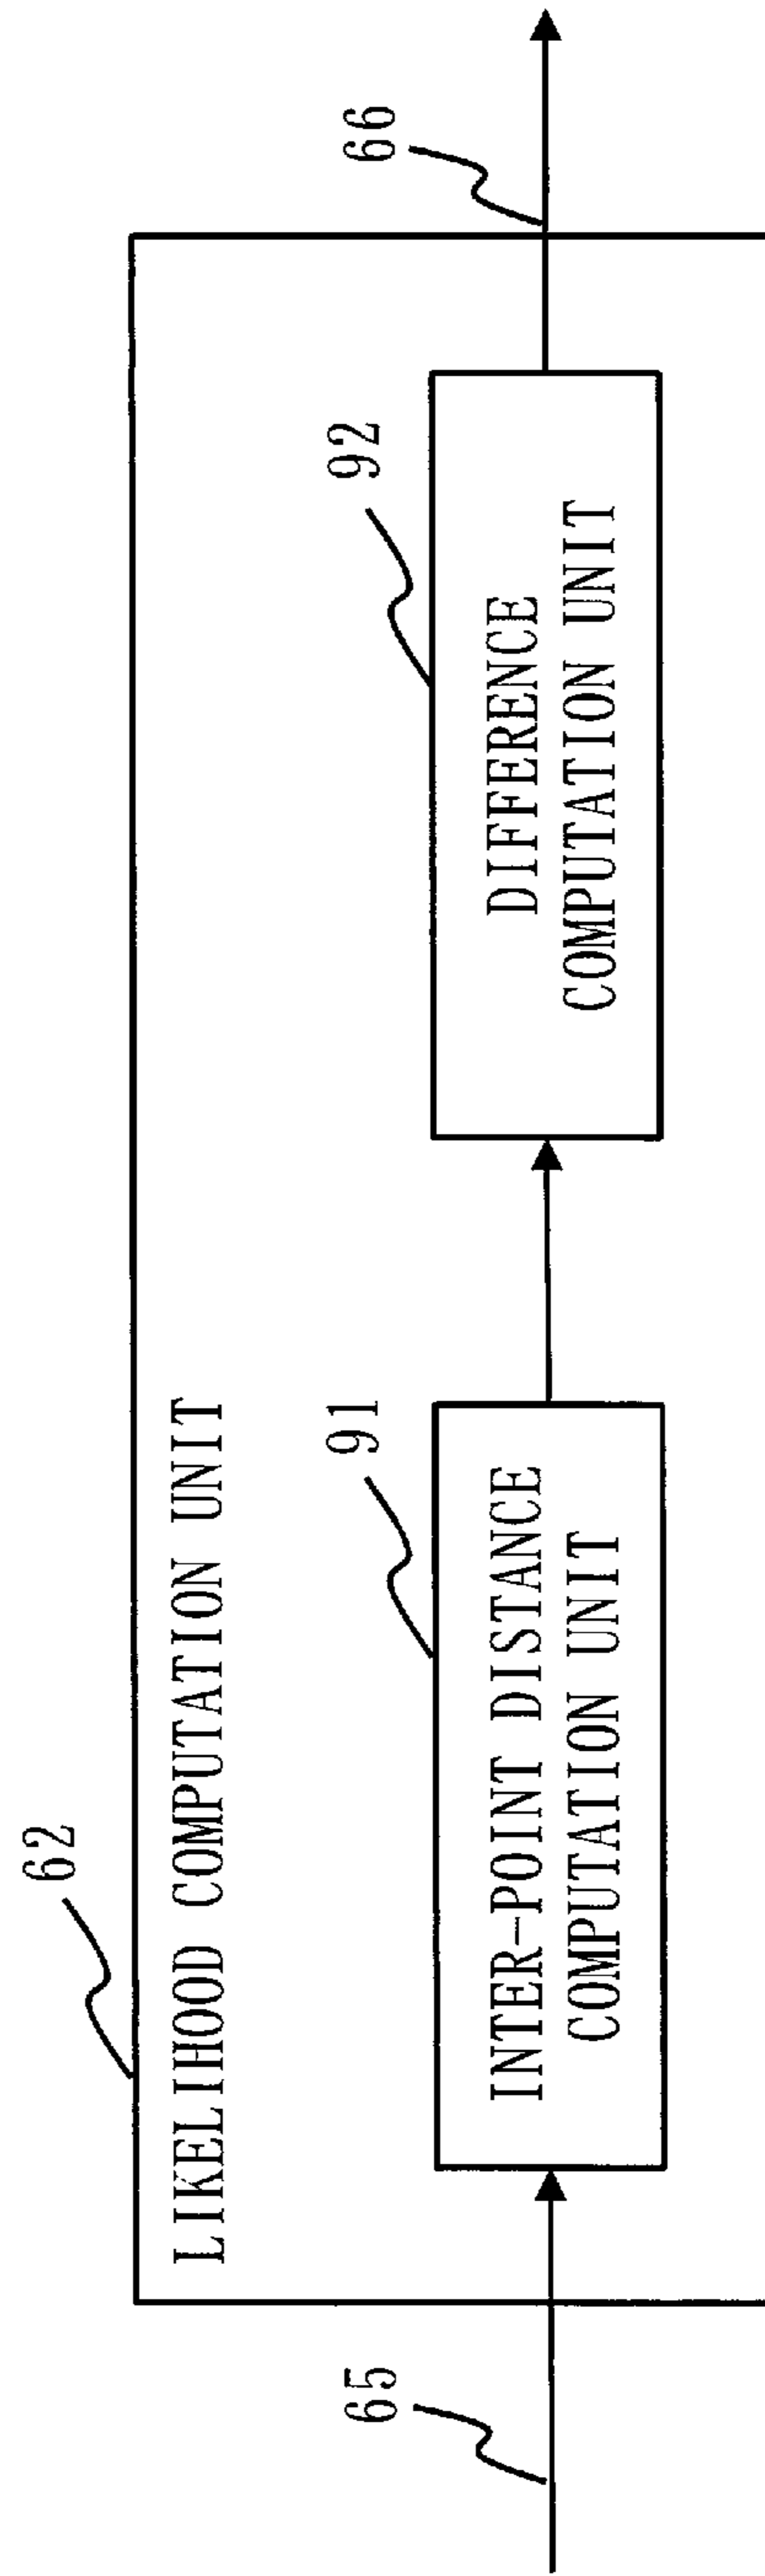 62
LIKELIHOOD COMPUTATION UNIT
65
91
INTER-POINT DISTANCE
COMPUTATION UNIT
92
DIFFERENCE
COMPUTATION UNIT
66